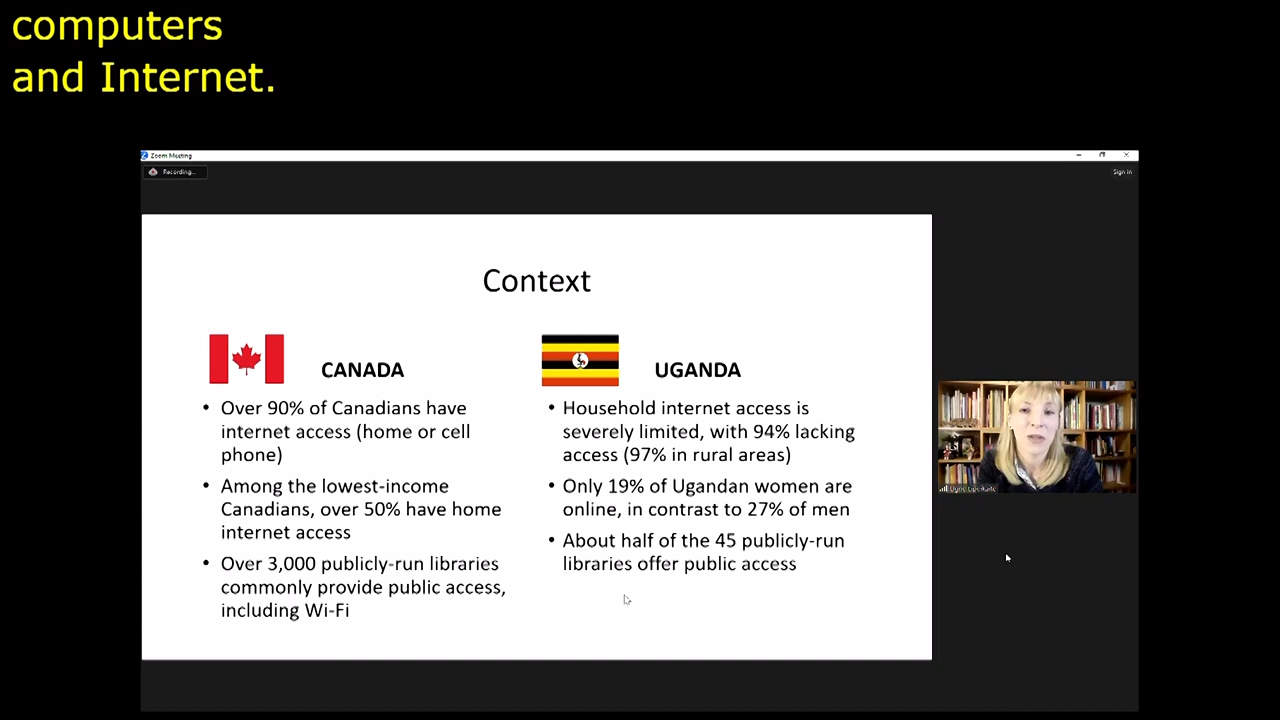 computers
and Internet.
Zoom Meeting
Recording...
Sign in
Context
CANADA
• Over 90% of Canadians have
internet access (home or cell
phone)
• Among the lowest-income
Canadians, over 50% have home
internet access
• Over 3,000 publicly-run libraries
commonly provide public access,
including Wi-Fi
UGANDA
• Household internet access is
severely limited, with 94% lacking
access (97% in rural areas)
• Only 19% of Ugandan women are
online, in contrast to 27% of men
• About half of the 45 publicly-run
libraries offer public access